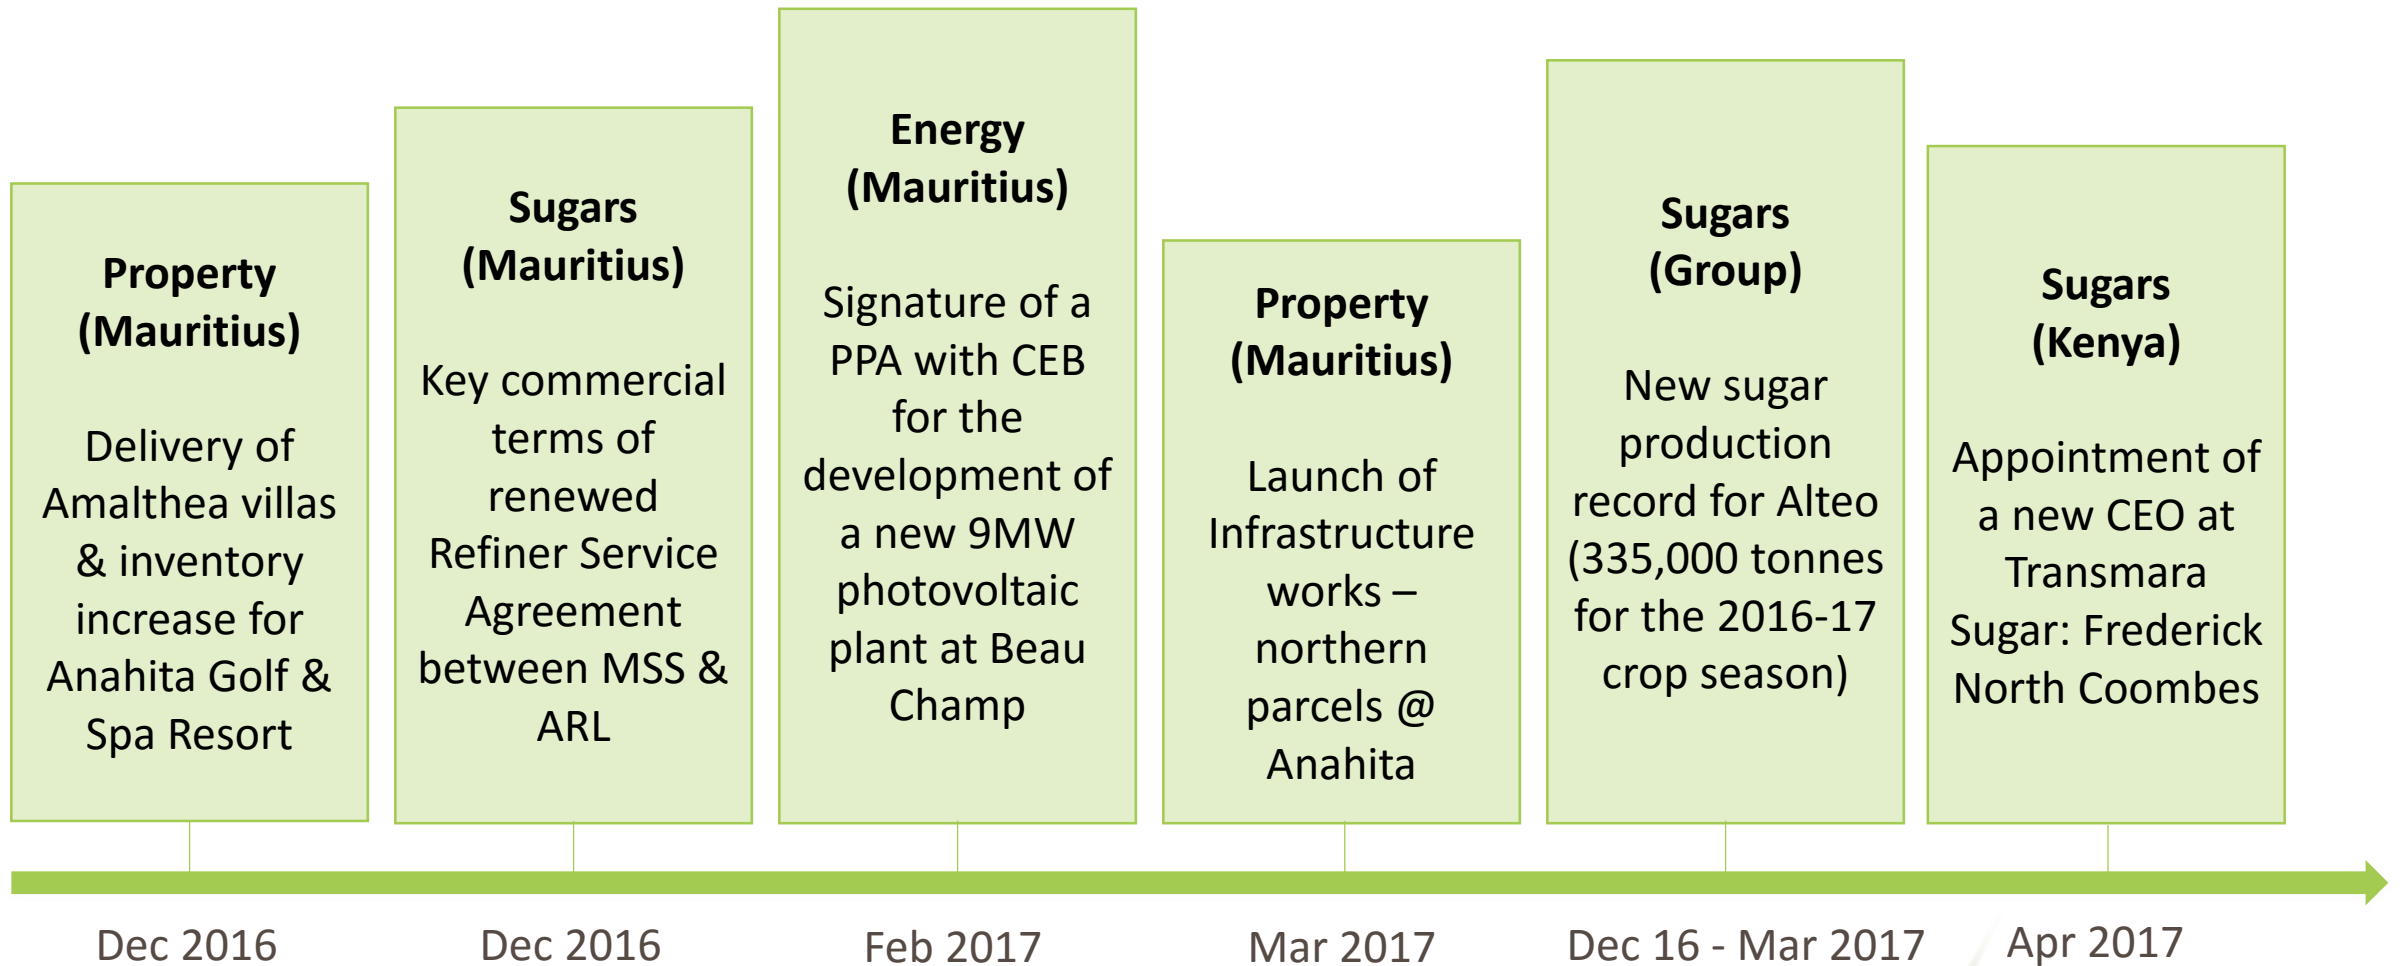 Property
(Mauritius)
Delivery of
Amalthea villas
& inventory
increase for
Anahita Golf &
Spa Resort
Sugars
(Mauritius)
Key commercial
terms of
renewed
Refiner Service
Agreement
between MSS &
ARL
Energy
(Mauritius)
Signature of a
PPA with CEB
for the
development of
a new 9MW
photovoltaic
plant at Beau
Champ
Property
(Mauritius)
Launch of
Infrastructure
works –
northern
parcels @
Anahita
Sugars
(Group)
New sugar
production
record for Alteo
(335,000 tonnes
for the 2016-17
crop season)
Sugars
(Kenya)
Appointment of
a new CEO at
Transmara
Sugar: Frederick
North Coombes
Dec 2016
Dec 2016
Feb 2017
Mar 2017
Dec 16 - Mar 2017
Apr 2017